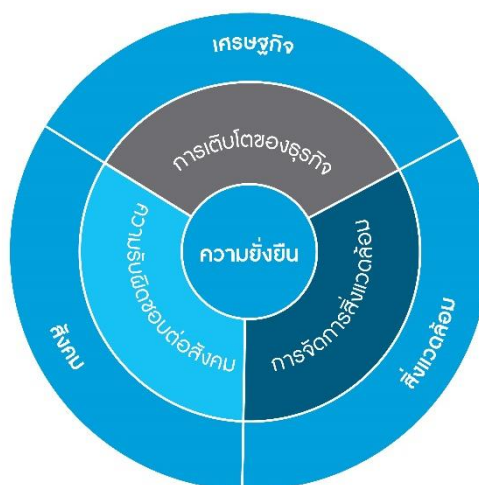 เศรษฐกิจ
การเติบโตของธุรกิจ
ความยั่งยืน
ความรับผิดชอบต่อสังคม
การจัดการสิ่งแวดล้อม
สังคม
สิ่งแวดล้อม